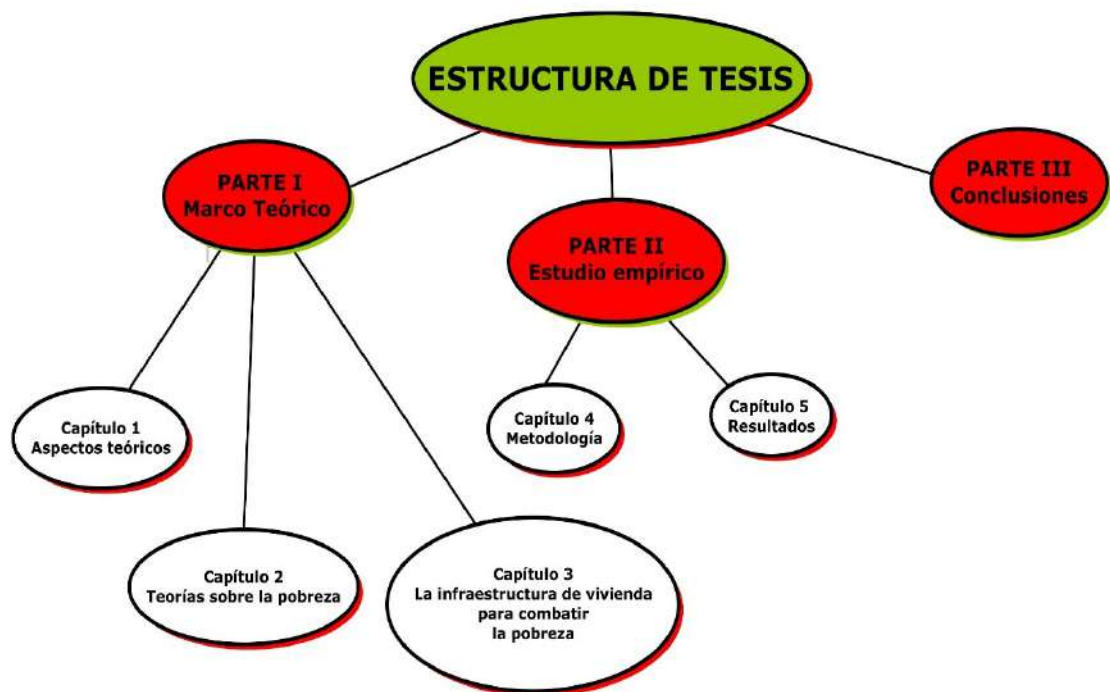 ESTRUCTURA DE TESIS
PARTE I
Marco Teórico
PARTE II
Estudio empírico
PARTE III
Conclusiones
Capítulo 1
Aspectos teóricos
Capítulo 2
Teorías sobre la pobreza
Capítulo 3
La infraestructura de vivienda
para combatir
la pobreza
Capítulo 4
Metodología
Capítulo 5
Resultados